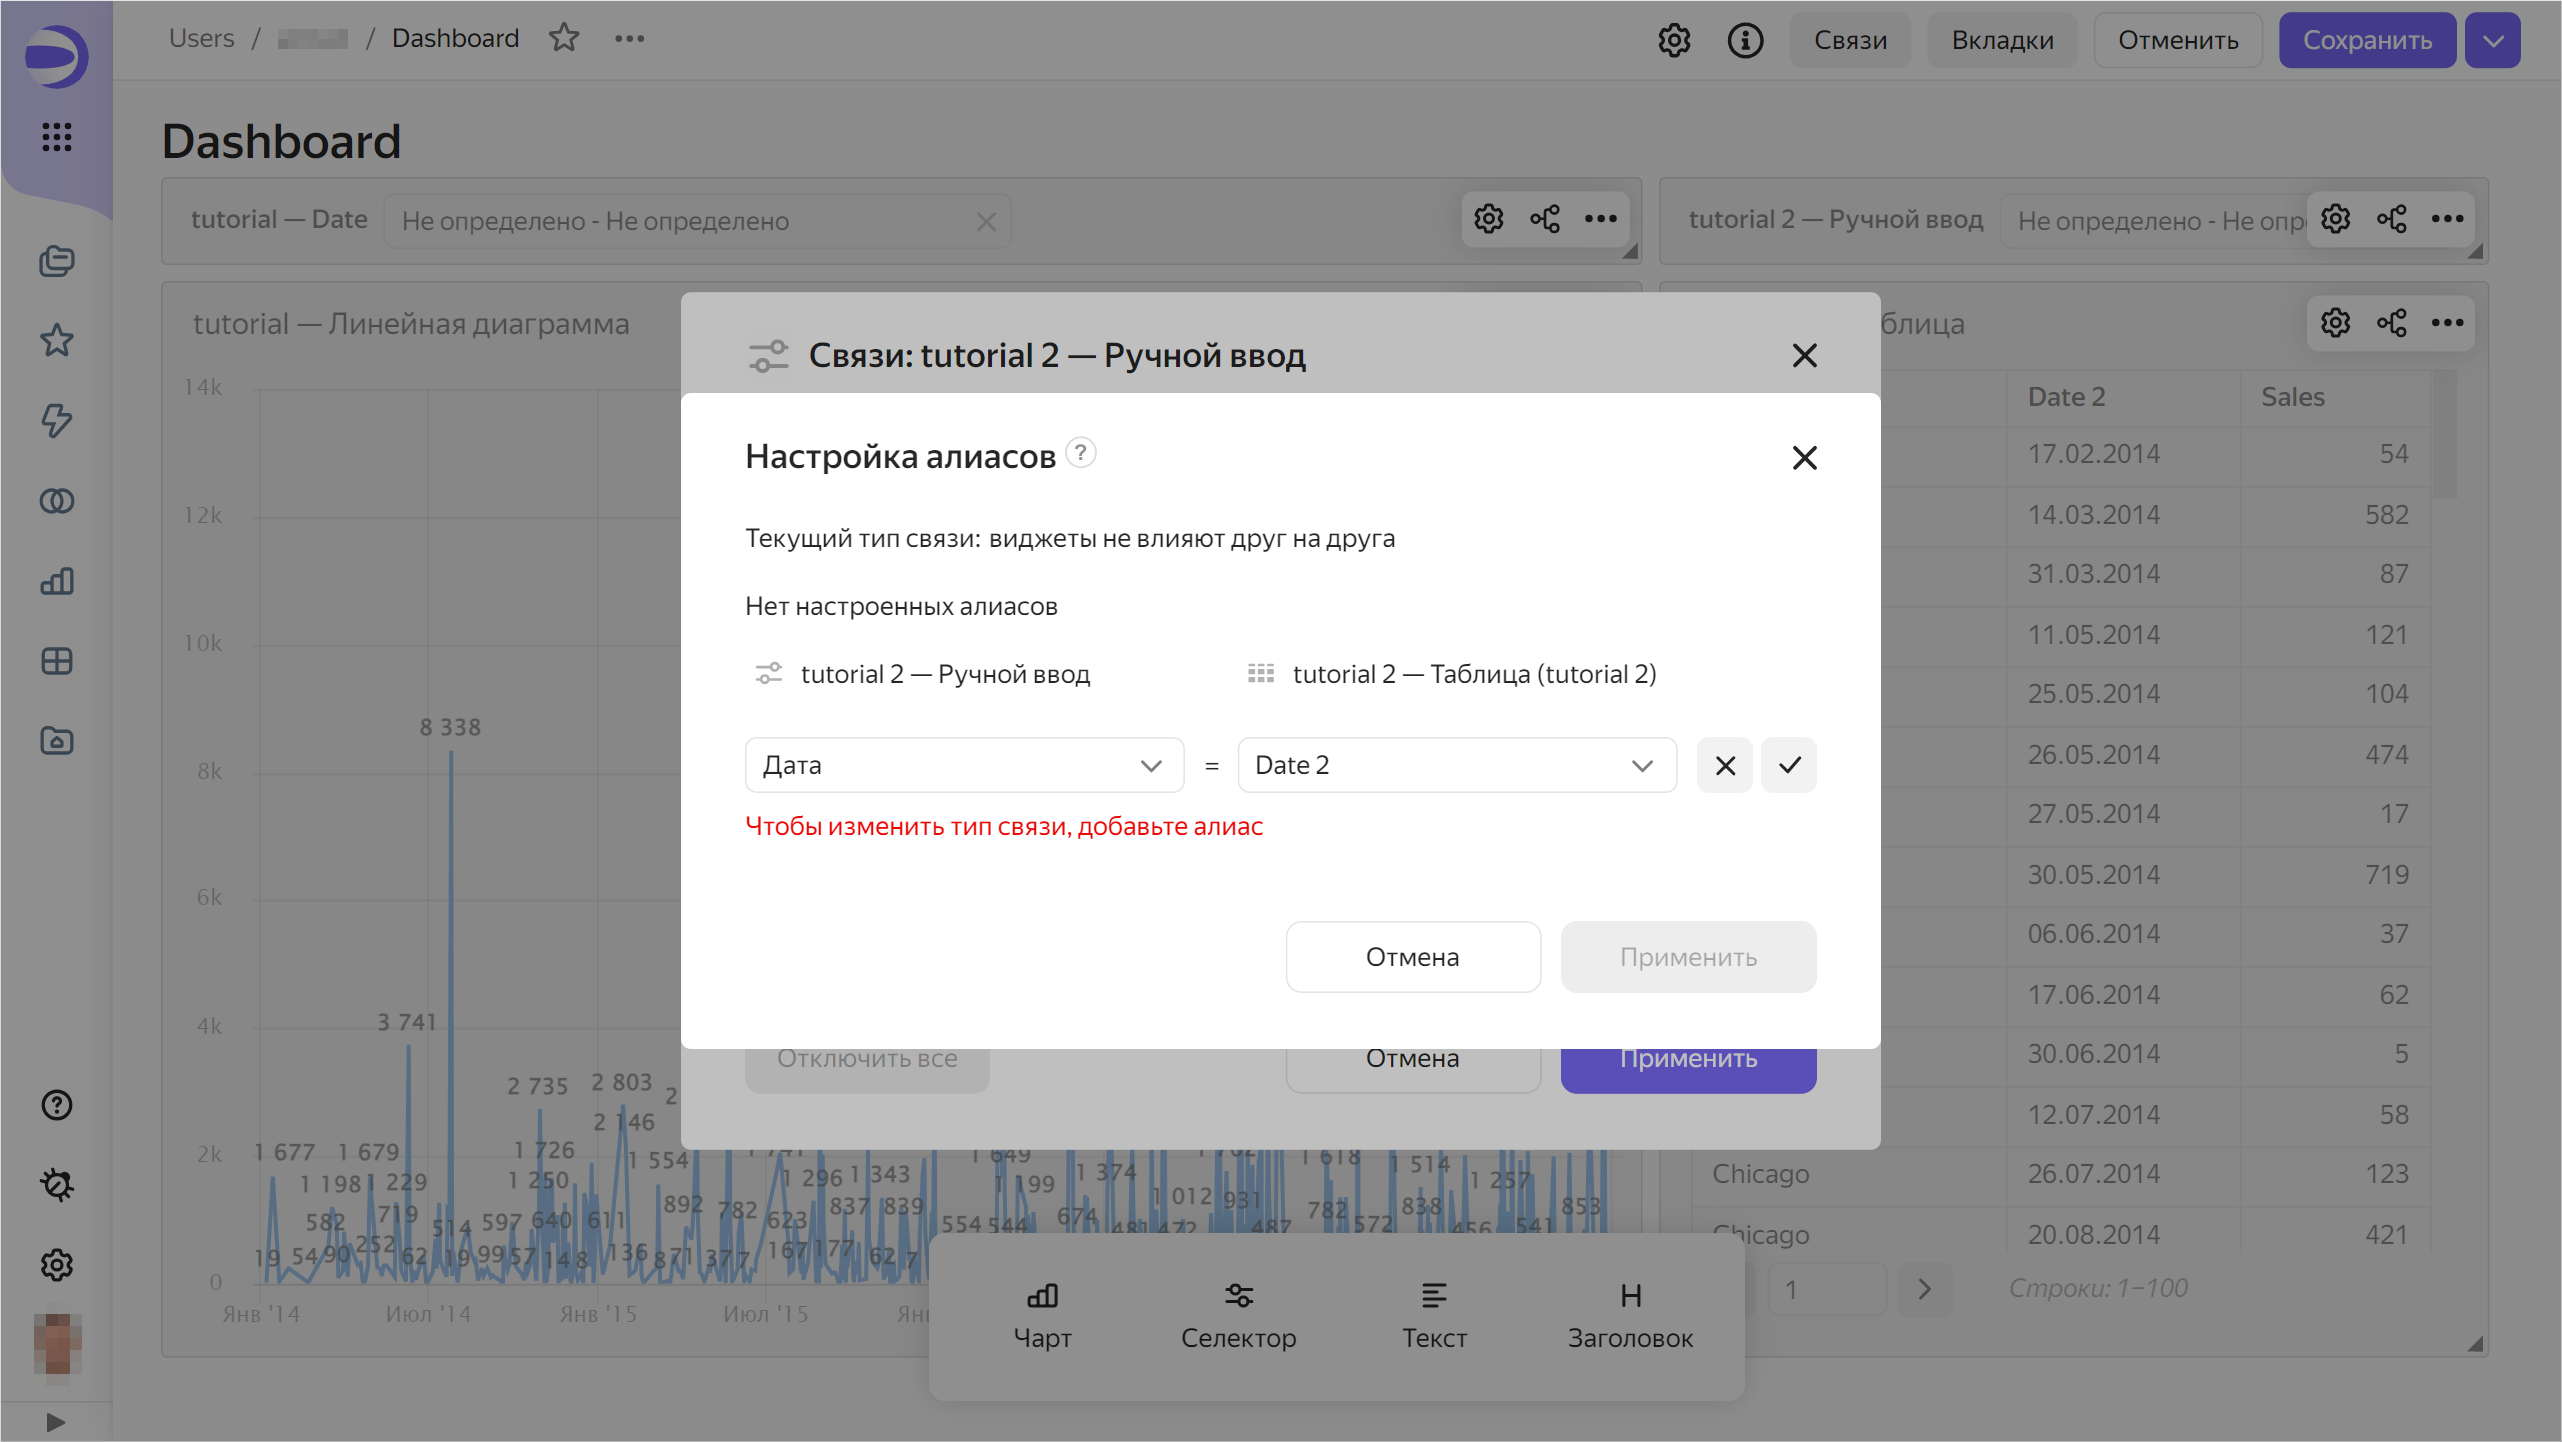 Users / / Dashboard
Связи
Вкладки
Отменить
Сохранить
Dashboard
tutorial — Date
Не определено - Не определено
tutorial 2 — Ручной ввод
Не определено - Не опр
tutorial — Линейная диаграмма
блица
Связи: tutorial 2 — Ручной ввод
Настройка алиасов ?
Текущий тип связи: виджеты не влияют друг на друга
Нет настроенных алиасов
tutorial 2 — Ручной ввод
tutorial 2 — Таблица (tutorial 2)
Дата
=
Date 2
Чтобы изменить тип связи, добавьте алиас
Отмена
Применить
Отключить все
Отмена
Применить
14k
12k
10k
8k
6k
4k
2k
0
8 338
3 741
2 735
2 803
2
2 146
1 677
1 679
1 726
1 554
1 296
1 343
1 649
1 374
1 618
1 514
1 198
1 229
1 250
1 199
1 012
931
1 257
892
782
837
839
782
838
853
582
719
514
597
640
611
623
554
544
674
481
472
487
572
456
541
19
54
90
252
62
19
99
57
14
8
136
8
71
37
7
167
177
62
7
Янв '14
Июл '14
Янв '15
Июл '15
Янв
Date 2
Sales
17.02.2014
54
14.03.2014
582
31.03.2014
87
11.05.2014
121
25.05.2014
104
26.05.2014
474
27.05.2014
17
30.05.2014
719
06.06.2014
37
17.06.2014
62
30.06.2014
5
12.07.2014
58
Chicago
26.07.2014
123
Chicago
20.08.2014
421
1
Строки: 1–100
Чарт
Селектор
Текст
Заголовок